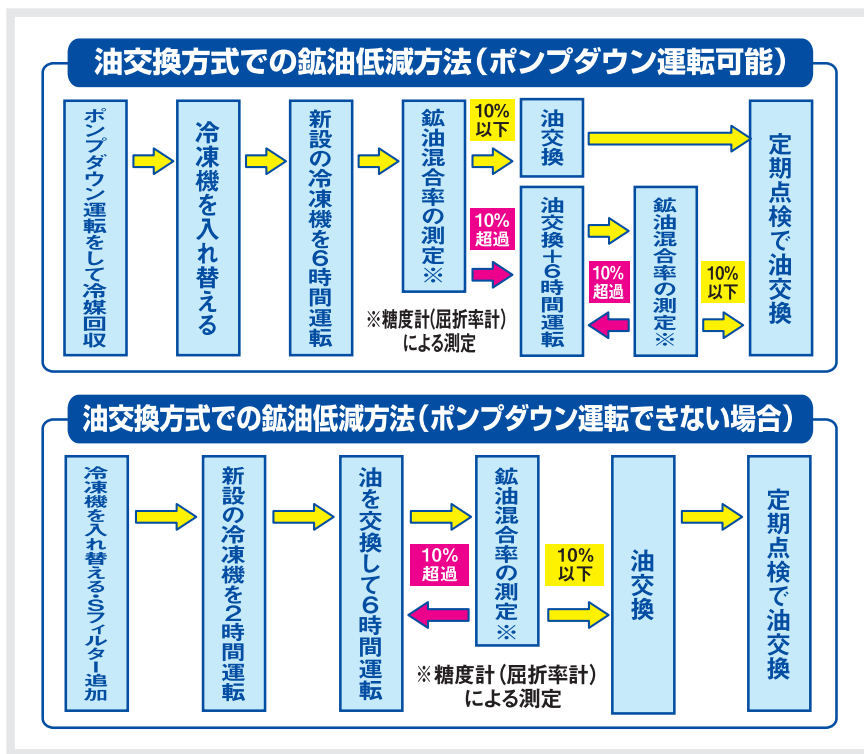 油交換方式での鉱油低減方法（ポンプダウン運転可能）
ポンプダウン運転をして冷媒回収
冷凍機を入れ替える
新設の冷凍機を6時間運転
鉱油混合率の測定※
10%
以下
油交換
10%
超過
油交換＋6時間運転
鉱油混合率の測定※
10%
超過
10%
以下
定期点検で油交換
※糖度計（屈折率計）
による測定
油交換方式での鉱油低減方法（ポンプダウン運転できない場合）
冷凍機を入れ替える・Sフィルター追加
新設の冷凍機を2時間運転
油を交換して6時間運転
10%
超過
鉱油混合率の測定※
10%
以下
油交換
定期点検で油交換
※糖度計（屈折率計）
による測定